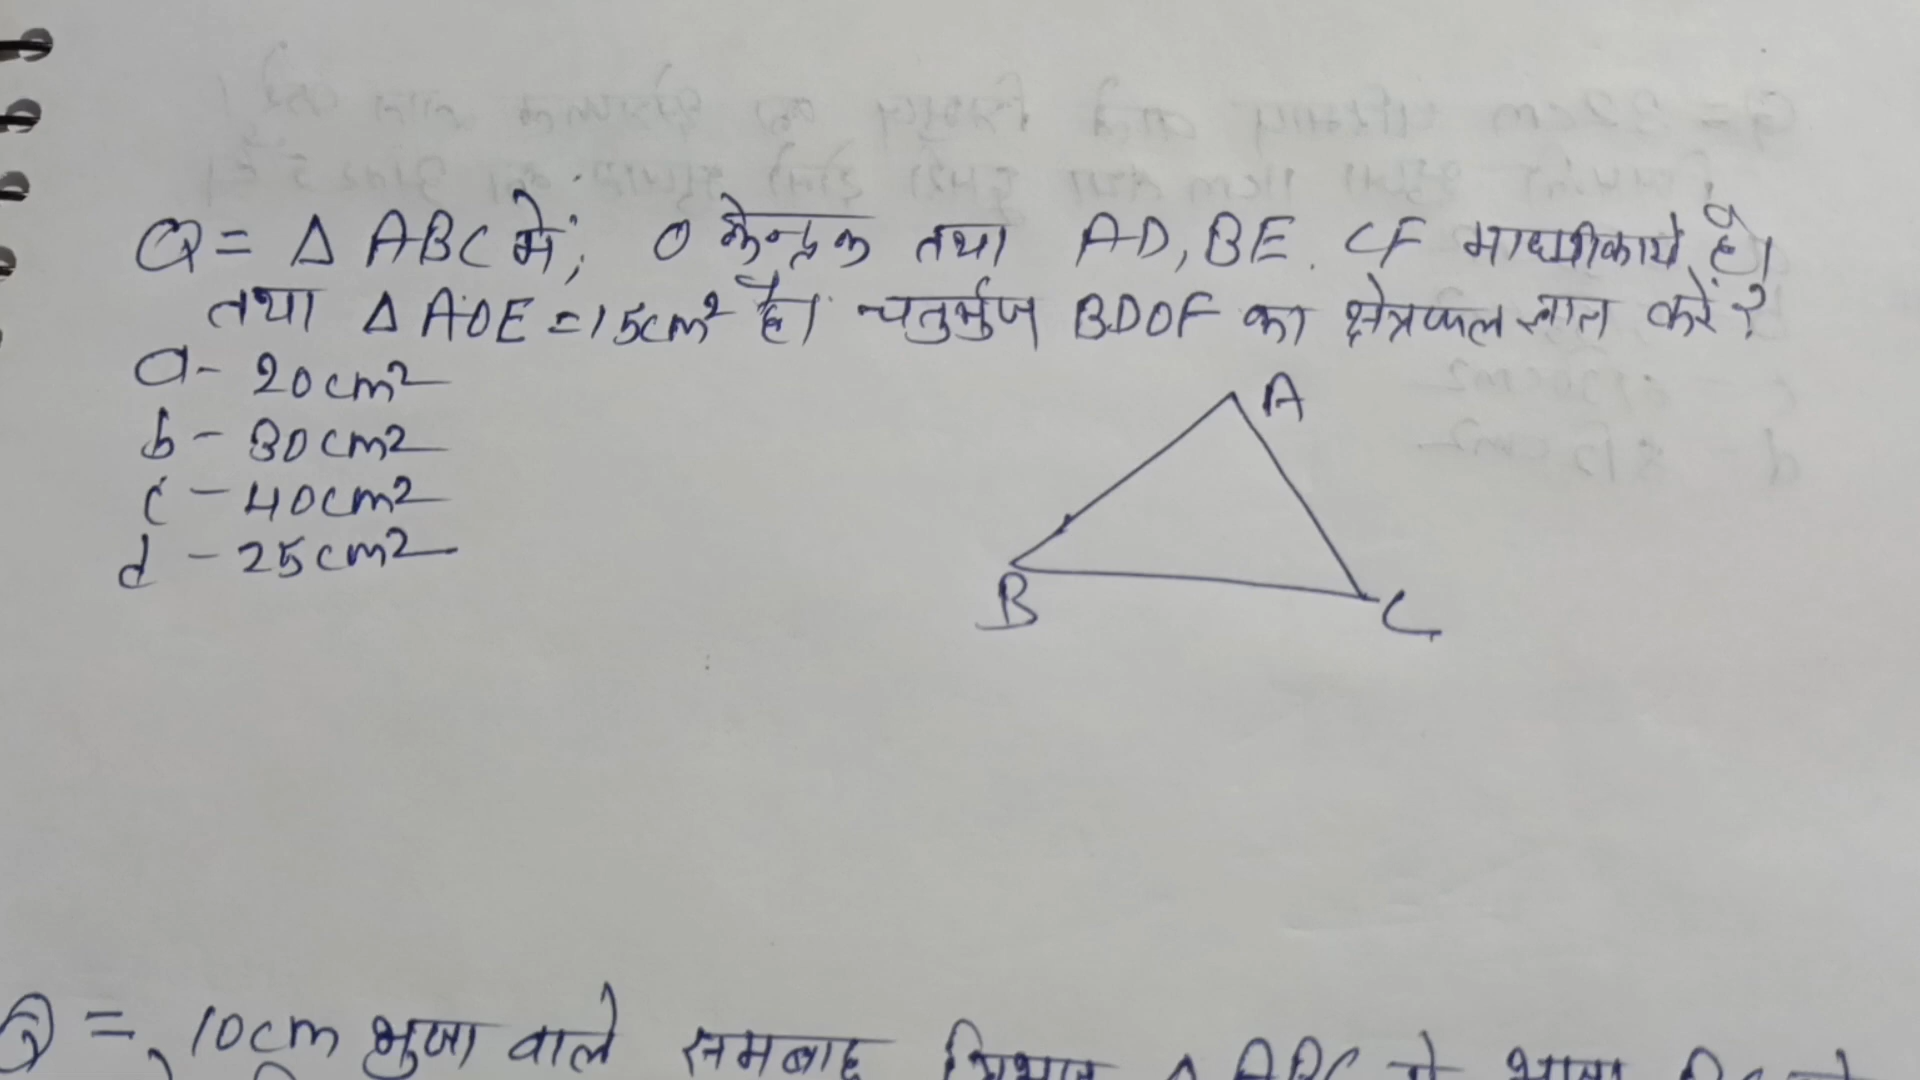 Q = Δ ABC में; O केन्द्रक तथा AD, BE. CF माध्यीकायें हैं।
तथा Δ AOE = 15cm² है। चतुर्भुज BDOF का क्षेत्रफल ज्ञात करें?
a- 20cm²
b - 30cm²
c - 40cm²
d - 25cm²
A
B
C
Q = 10cm भुजा वाले समबाहु त्रिभुज Δ ABC